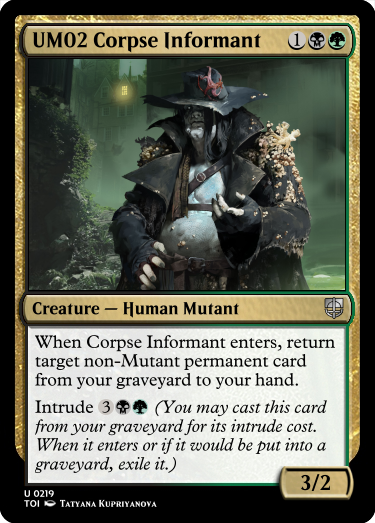 UM02 Corpse Informant 1
Creature — Human Mutant
When Corpse Informant enters, return
target non-Mutant permanent card
from your graveyard to your hand.
Intrude 3 (You may cast this card
from your graveyard for its intrude cost.
When it enters or if it would be put into a
graveyard, exile it.)
3/2
U 0219
TOI Tatyana Kupriyanova